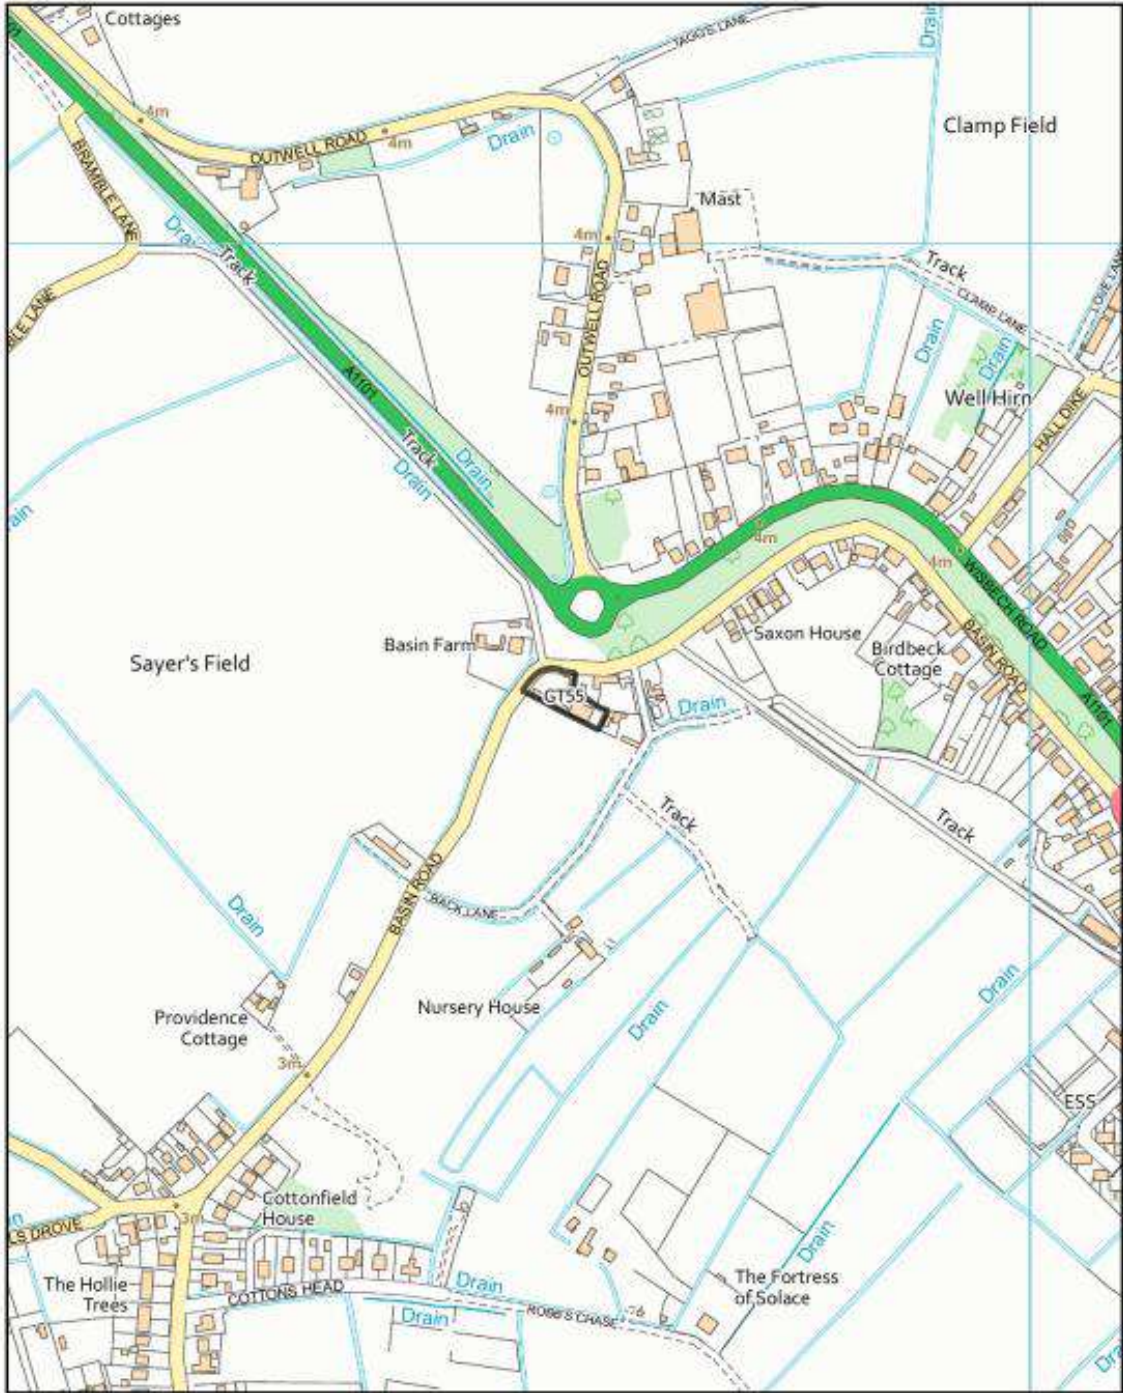 Cottages
TAGG'S LANE
Drain
4m
OUTWELL ROAD
4m
Drain
Clamp Field
BRAMBLE LANE
Mast
4m
Track
Track
CLAMP LANE
LOVE LANE
OUTWELL ROAD
Drain
Drain
A1101
Well Hirn
4m
HALL DIKE
Track
Drain
Drain
4m
4m
WISBECH ROAD
Basin Farm
Saxon House
BASIN ROAD
Sayer's Field
Birdbeck
Cottage
GT55
Drain
A1101
Track
Track
BASIN ROAD
BACK LANE
Drain
Nursery House
Drain
Drain
Providence
Cottage
3m
ESS
Cottonfield
House
3m
LS DROVE
Drain
The Hollie
Trees
COTTONS HEAD
Drain
The Fortress
of Solace
Drain
ROBB'S CHASE